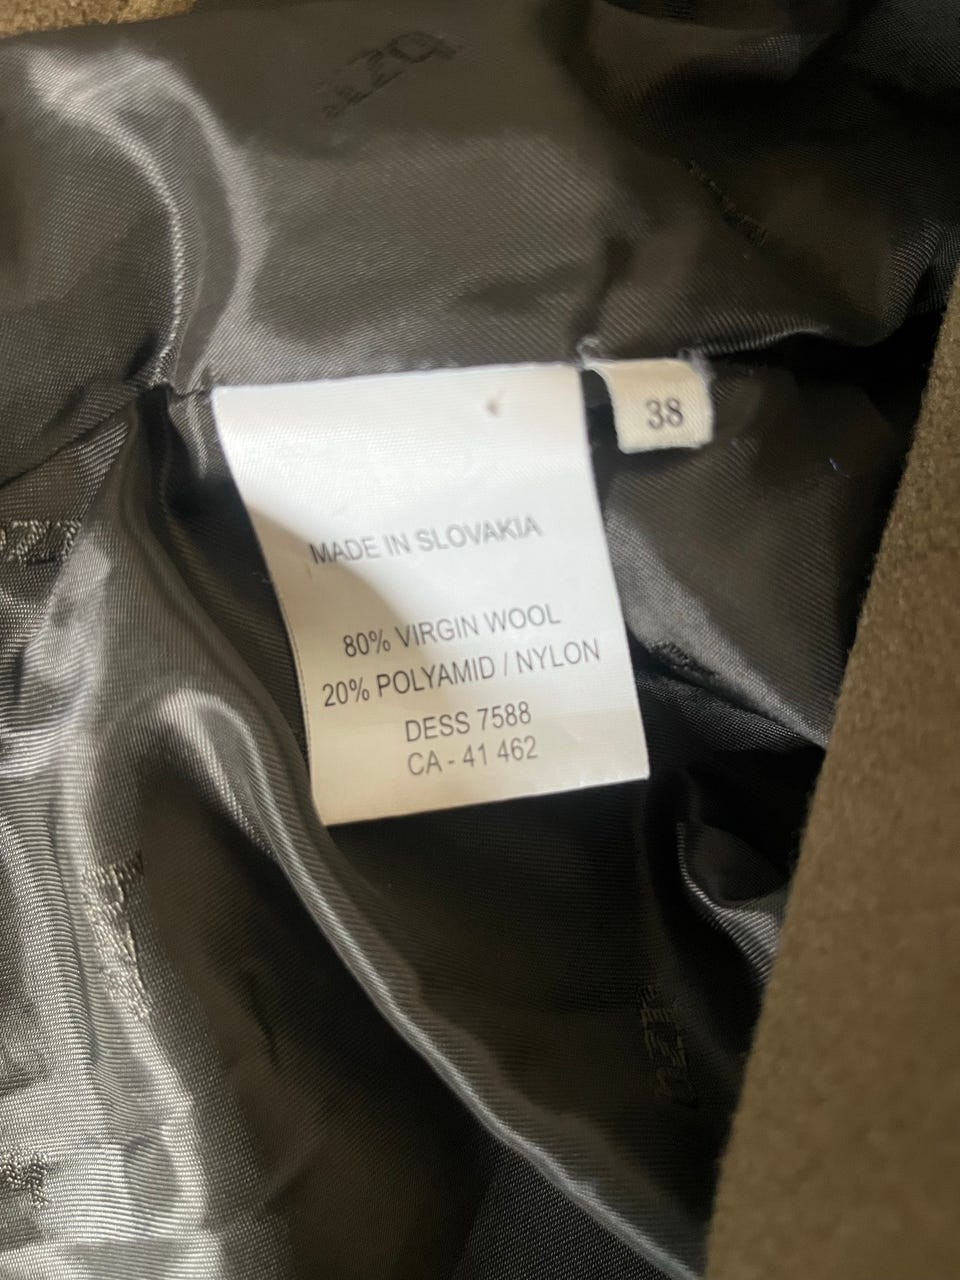 38
MADE IN SLOVAKIA
80% VIRGIN WOOL
20% POLYAMID / NYLON
DESS 7588
CA - 41 462